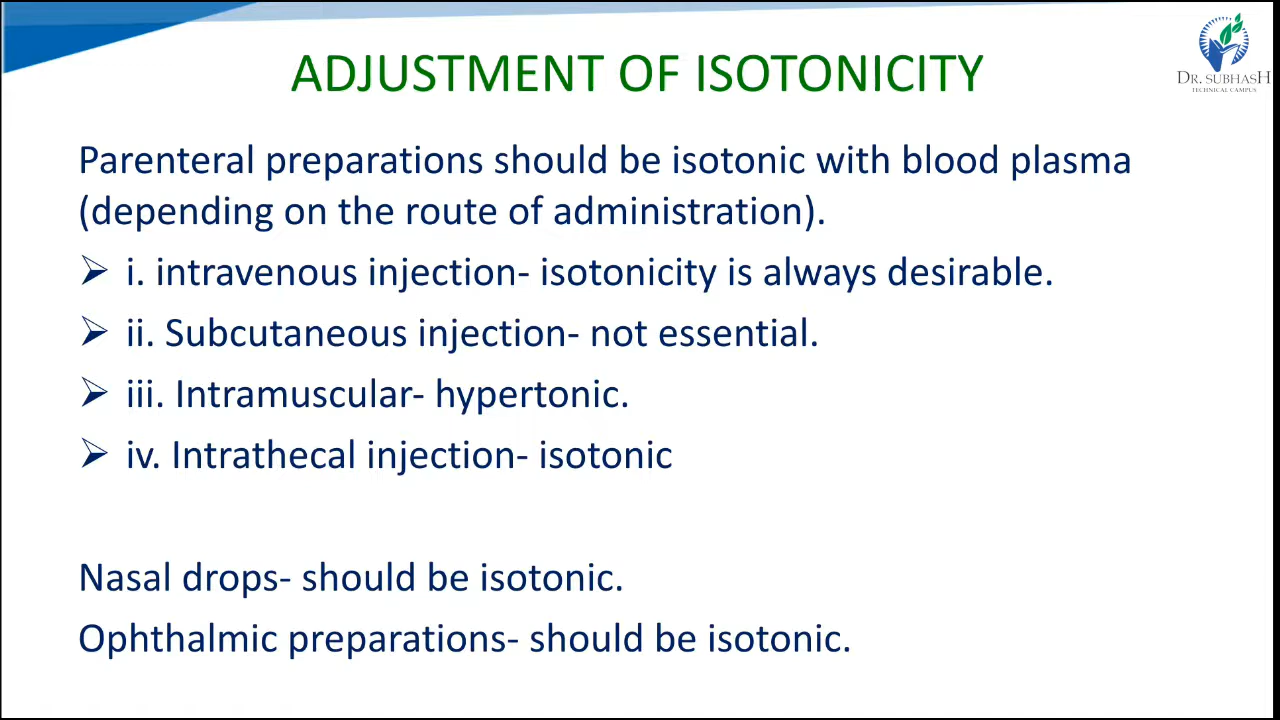 DR. SUBHASH
TECHNICAL CAMPUS
ADJUSTMENT OF ISOTONICITY
Parenteral preparations should be isotonic with blood plasma
(depending on the route of administration).
➢ i. intravenous injection- isotonicity is always desirable.
➢ ii. Subcutaneous injection- not essential.
➢ iii. Intramuscular- hypertonic.
➢ iv. Intrathecal injection- isotonic
Nasal drops- should be isotonic.
Ophthalmic preparations- should be isotonic.